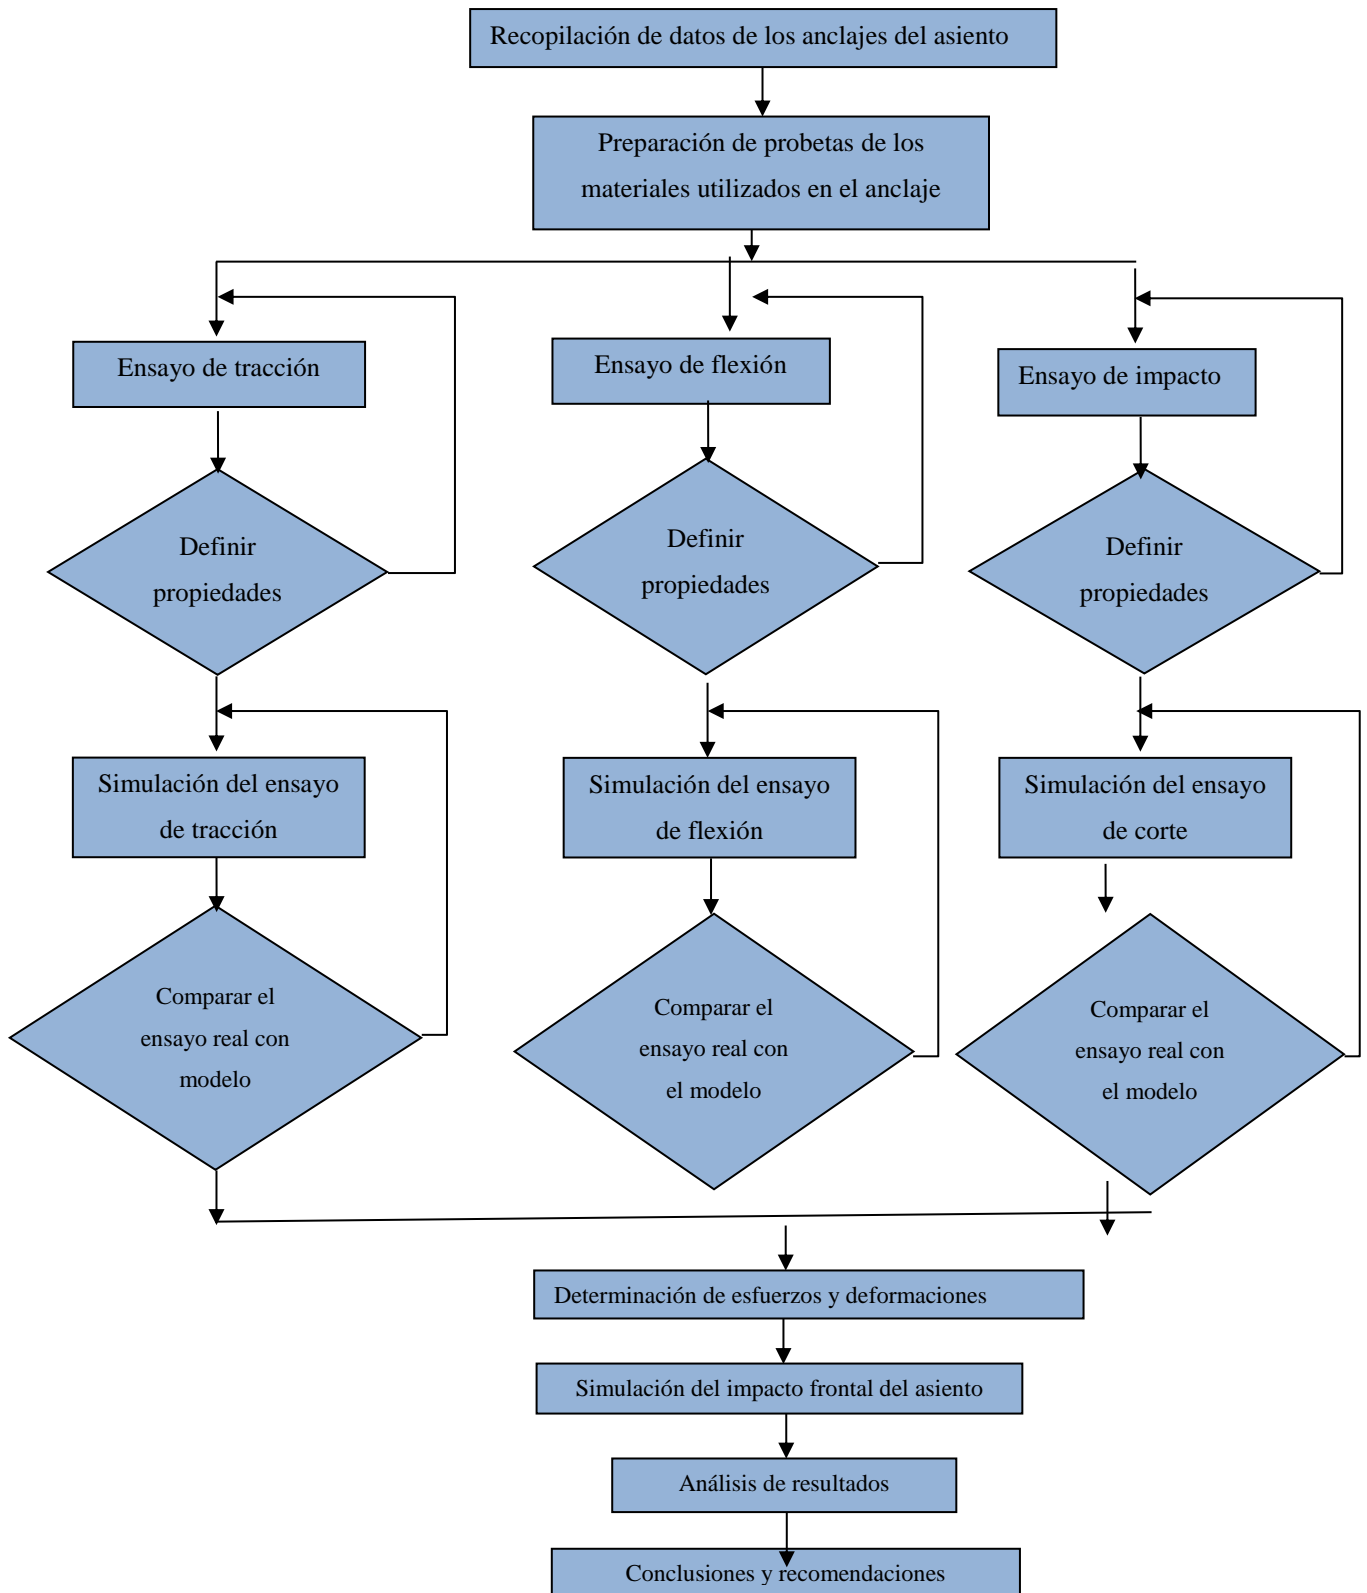 Recopilación de datos de los anclajes del asiento
Preparación de probetas de los
materiales utilizados en el anclaje
Ensayo de tracción
Ensayo de flexión
Ensayo de impacto
Definir
propiedades
Definir
propiedades
Definir
propiedades
Simulación del ensayo
de tracción
Simulación del ensayo
de flexión
Simulación del ensayo
de corte
Comparar el
ensayo real con
modelo
Comparar el
ensayo real con
el modelo
Comparar el
ensayo real con
el modelo
Determinación de esfuerzos y deformaciones
Simulación del impacto frontal del asiento
Análisis de resultados
Conclusiones y recomendaciones